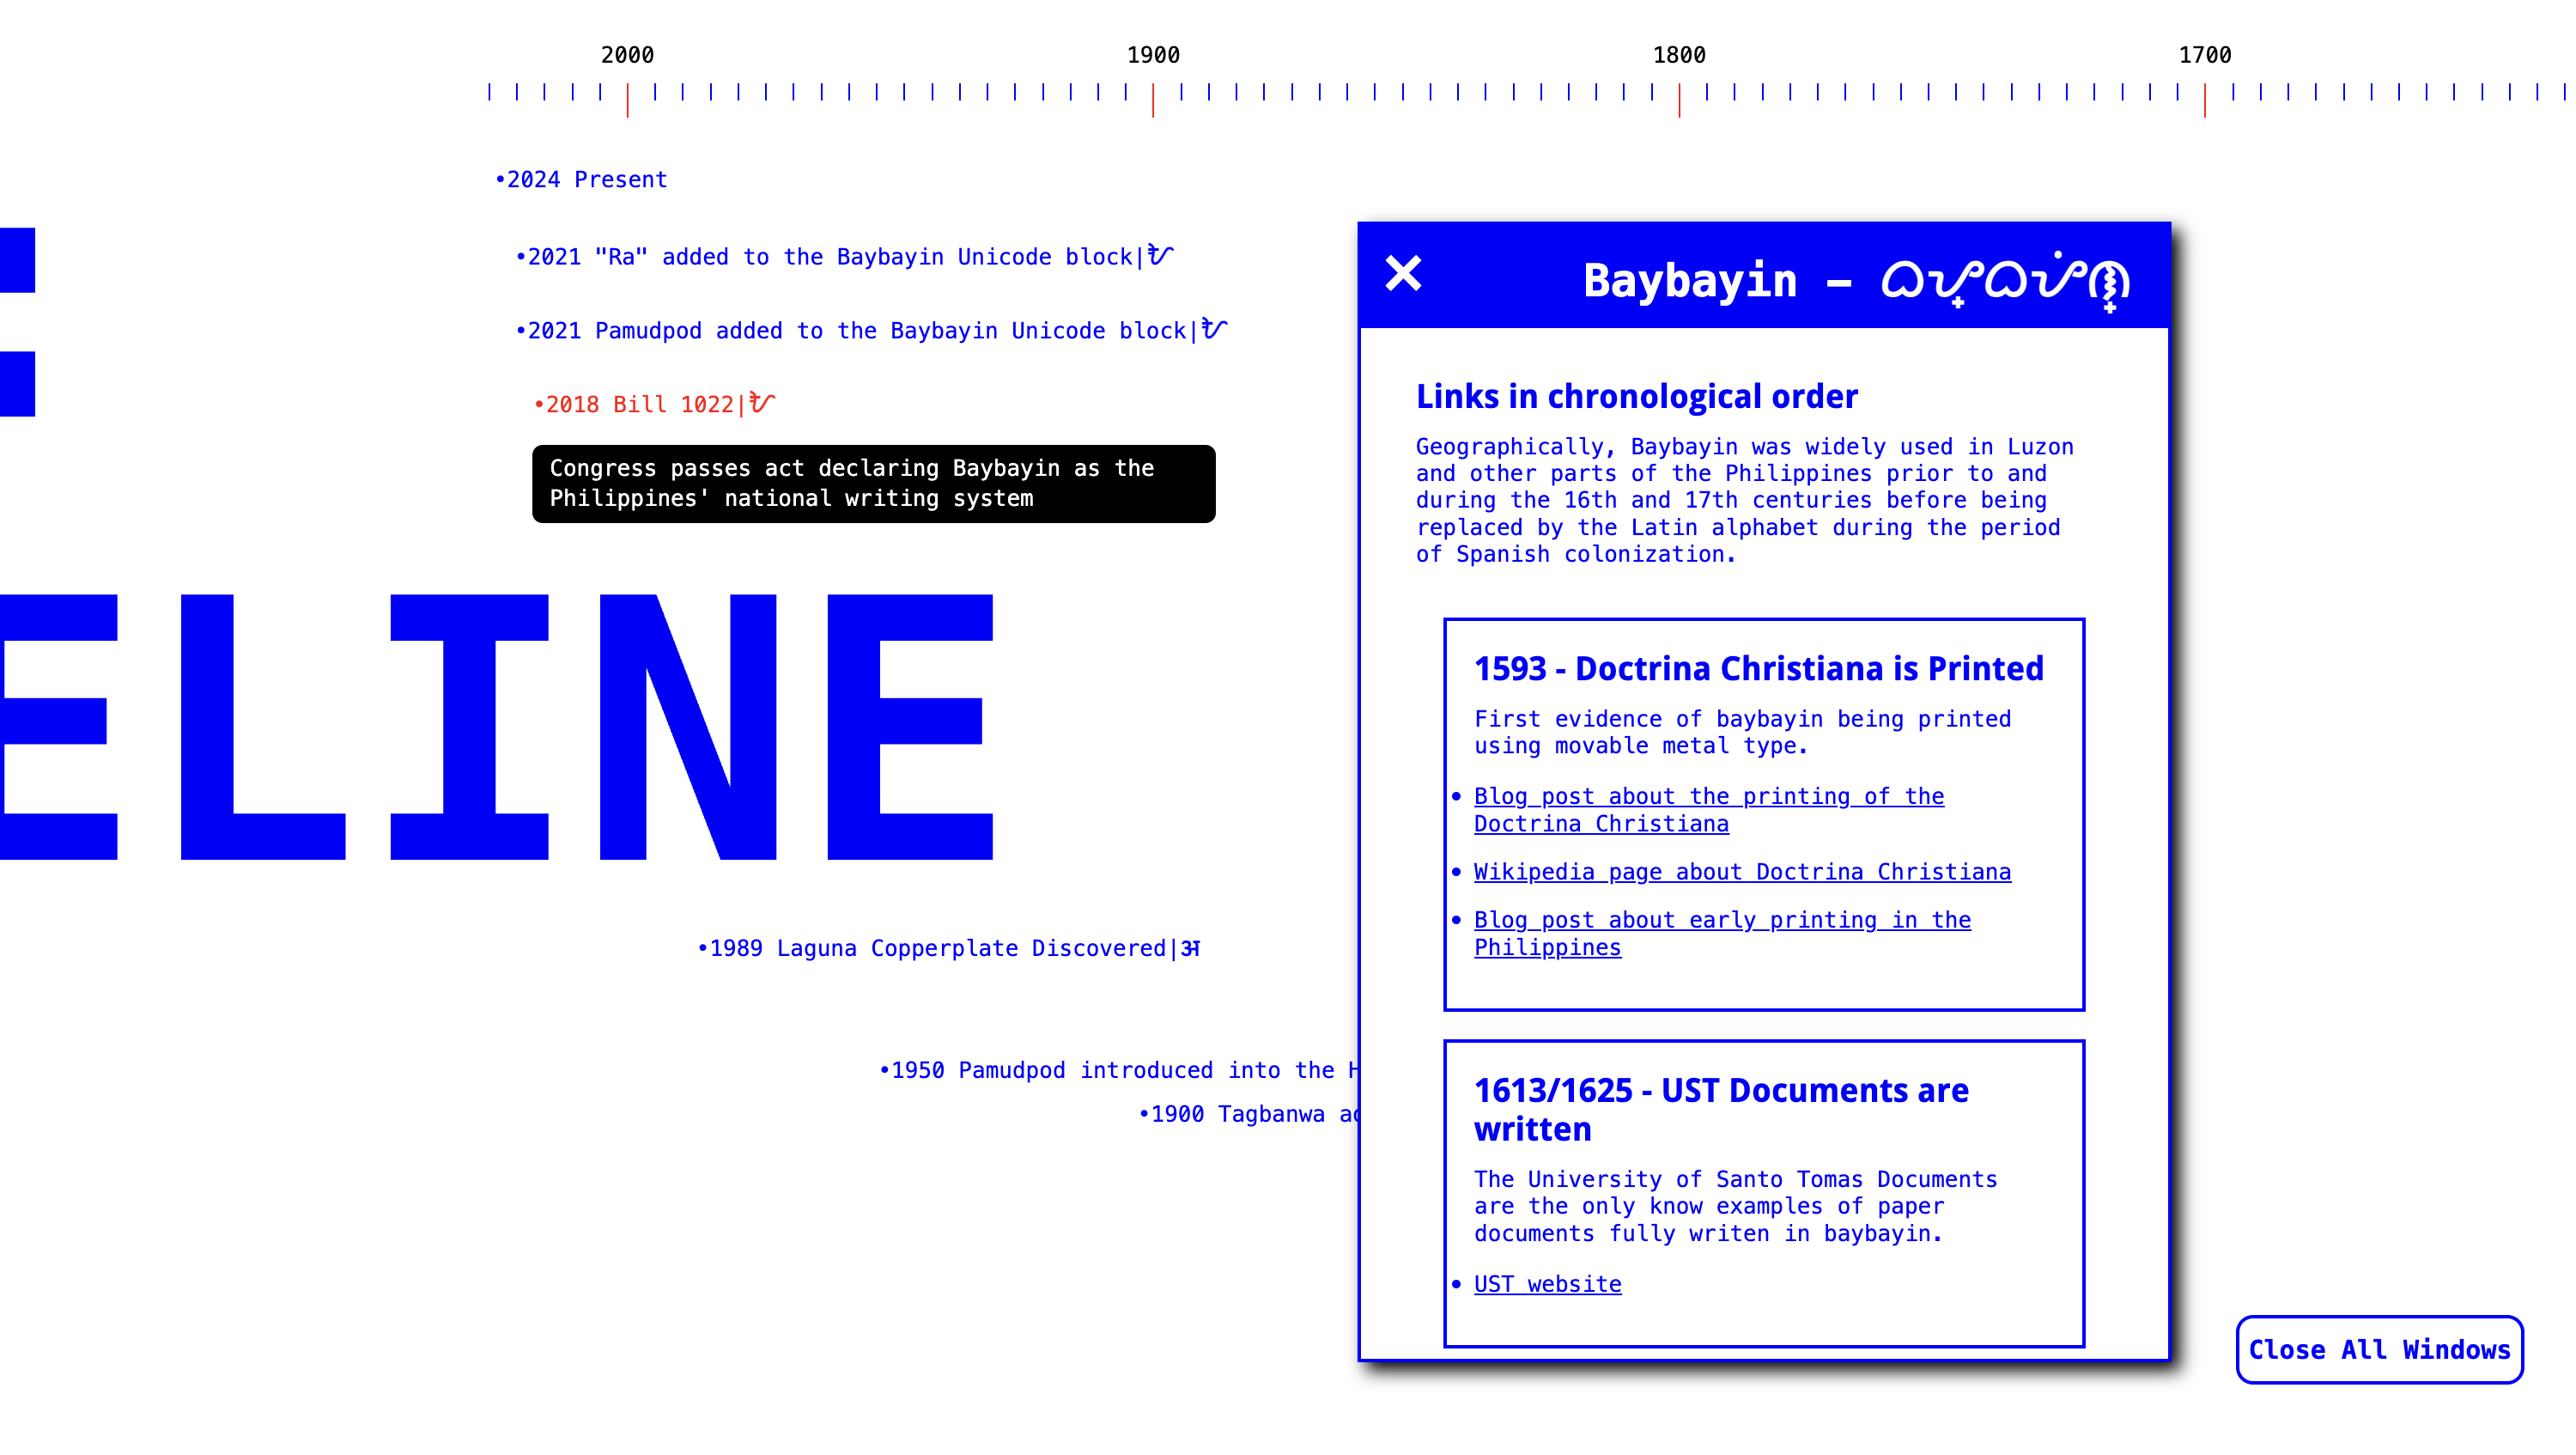 2000 1900 1800 1700
•2024 Present
•2021 "Ra" added to the Baybayin Unicode block|ᜍ
•2021 Pamudpod added to the Baybayin Unicode block|ᜍ
•2018 Bill 1022|ᜍ
Congress passes act declaring Baybayin as the
Philippines' national writing system
ELINE
•1989 Laguna Copperplate Discovered|अ
•1950 Pamudpod introduced into the H
•1900 Tagbanwa ad
× Baybayin –
Links in chronological order
Geographically, Baybayin was widely used in Luzon
and other parts of the Philippines prior to and
during the 16th and 17th centuries before being
replaced by the Latin alphabet during the period
of Spanish colonization.
1593 - Doctrina Christiana is Printed
First evidence of baybayin being printed
using movable metal type.
• Blog post about the printing of the
Doctrina Christiana
• Wikipedia page about Doctrina Christiana
• Blog post about early printing in the
Philippines
1613/1625 - UST Documents are
written
The University of Santo Tomas Documents
are the only know examples of paper
documents fully writen in baybayin.
• UST website
Close All Windows